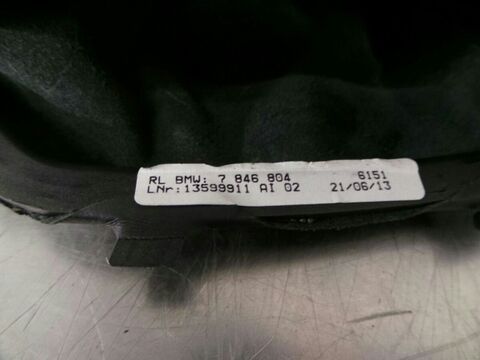 RL BMW: 7 846 804 6151
LNr:13599911 AI 02 21/06/13